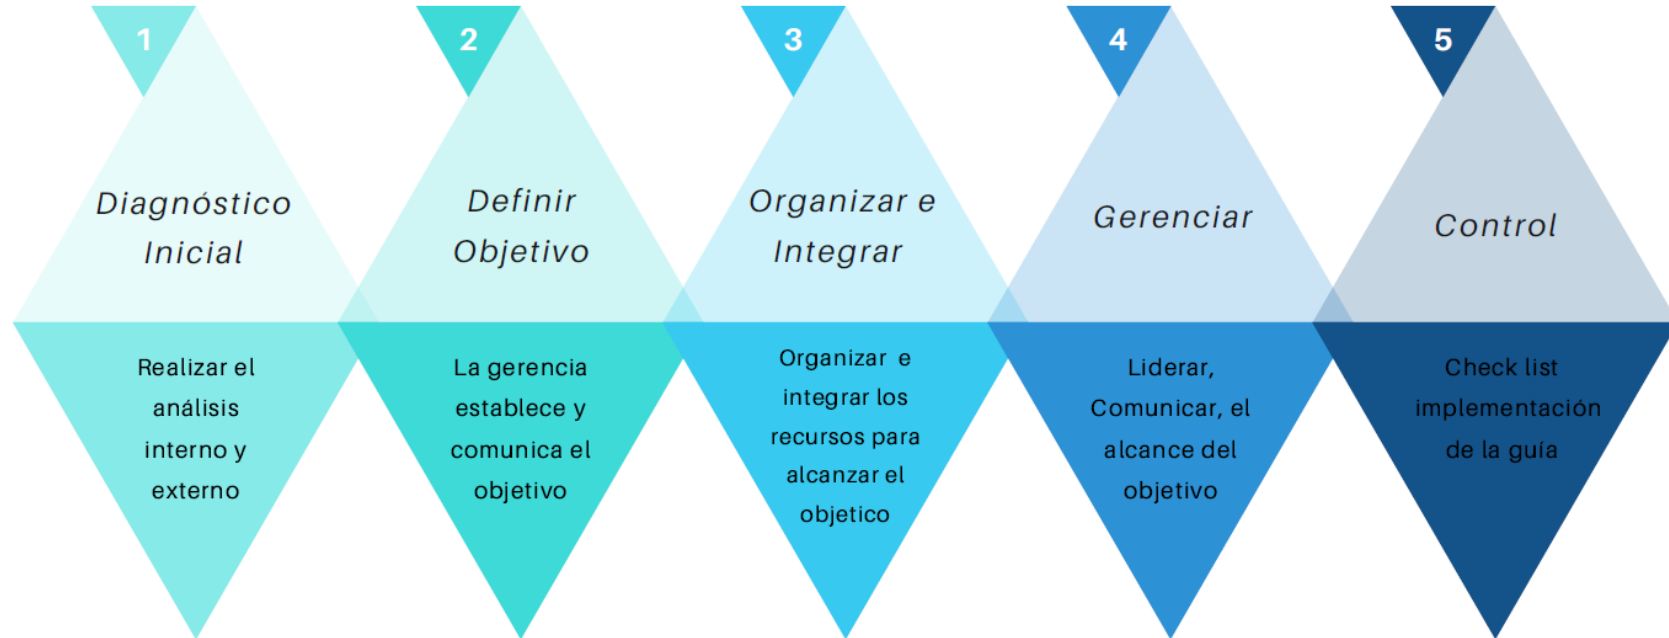 1
Diagnóstico
Inicial
Realizar el
análisis
interno y
externo
2
Definir
Objetivo
La gerencia
establece y
comunica el
objetivo
3
Organizar e
Integrar
Organizar e
integrar los
recursos para
alcanzar el
objetico
4
Gerenciar
Liderar,
Comunicar, el
alcance del
objetivo
5
Control
Check list
implementación
de la guía